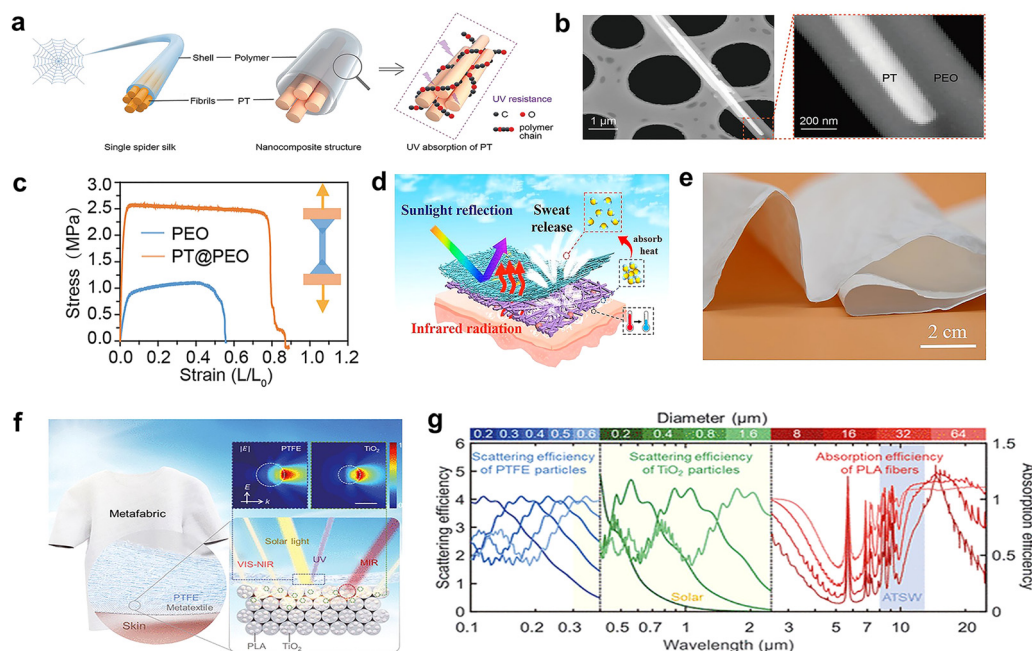 a
Shell
Polymer
Fibrils
PT
UV resistance
C
O
polymer
chain
Single spider silk
Nanocomposite structure
UV absorption of PT
b
1 μm
PT
PEO
200 nm
c
Stress (MPa)
3.0
2.5
2.0
1.5
1.0
0.5
0.0
PEO
PT@PEO
0.0 0.2 0.4 0.6 0.8 1.0 1.2
Strain (L/L0)
d
Sunlight reflection
Sweat
release
absorb
heat
Infrared radiation
e
2 cm
f
Metafabric
PTFE
Metatextile
Skin
|E|
PTFE
TiO2
E
k
Solar light
VIS-NIR
UV
MIR
PLA
TiO2
g
Diameter (μm)
0.2 0.3 0.4 0.5 0.6
0.2 0.4 0.8 1.6
8 16 32 64
Scattering efficiency
of PTFE particles
Scattering efficiency
of TiO2 particles
Absorption efficiency
of PLA fibers
Scattering efficiency
6
5
4
3
2
1
0
Absorption efficiency
1.5
1
0.5
0
Solar
ATSW
0.1 0.2 0.3 0.4 0.5 0.7 1 2 3 5 7 10 20
Wavelength (μm)